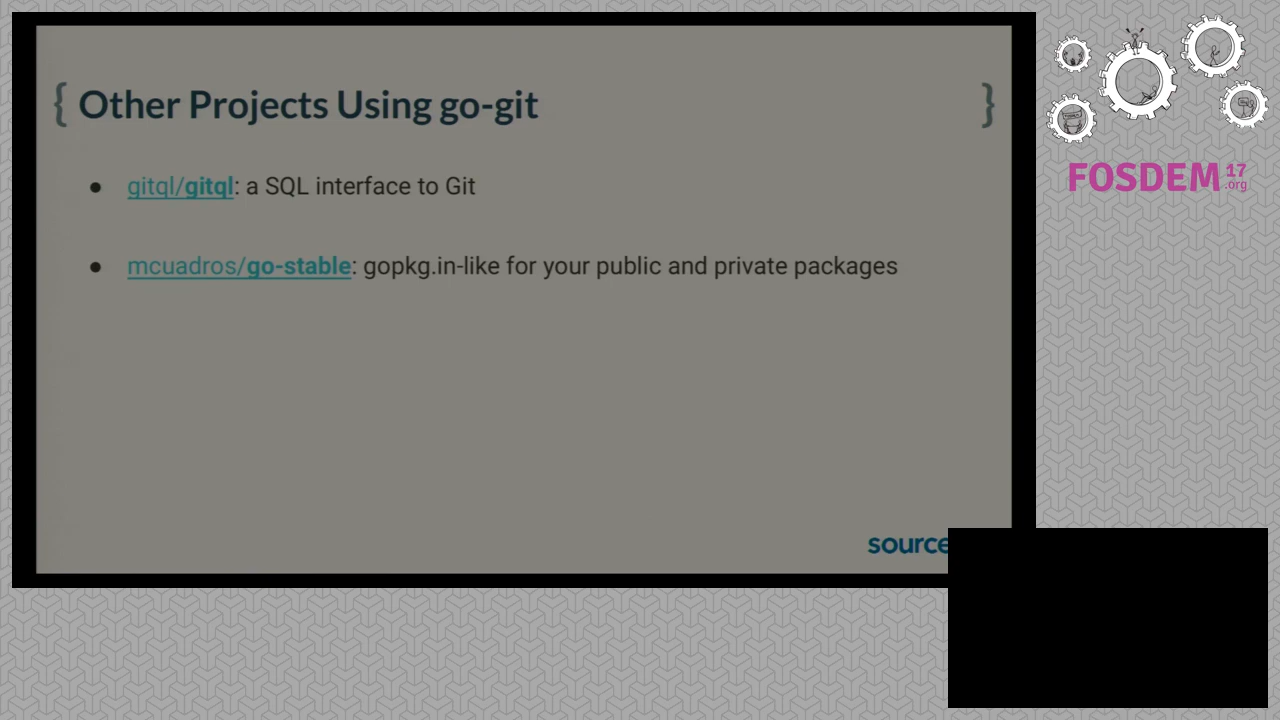 { Other Projects Using go-git }
● gitql/gitql: a SQL interface to Git
● mcuadros/go-stable: gopkg.in-like for your public and private packages
source
FOSDEM 17
.org